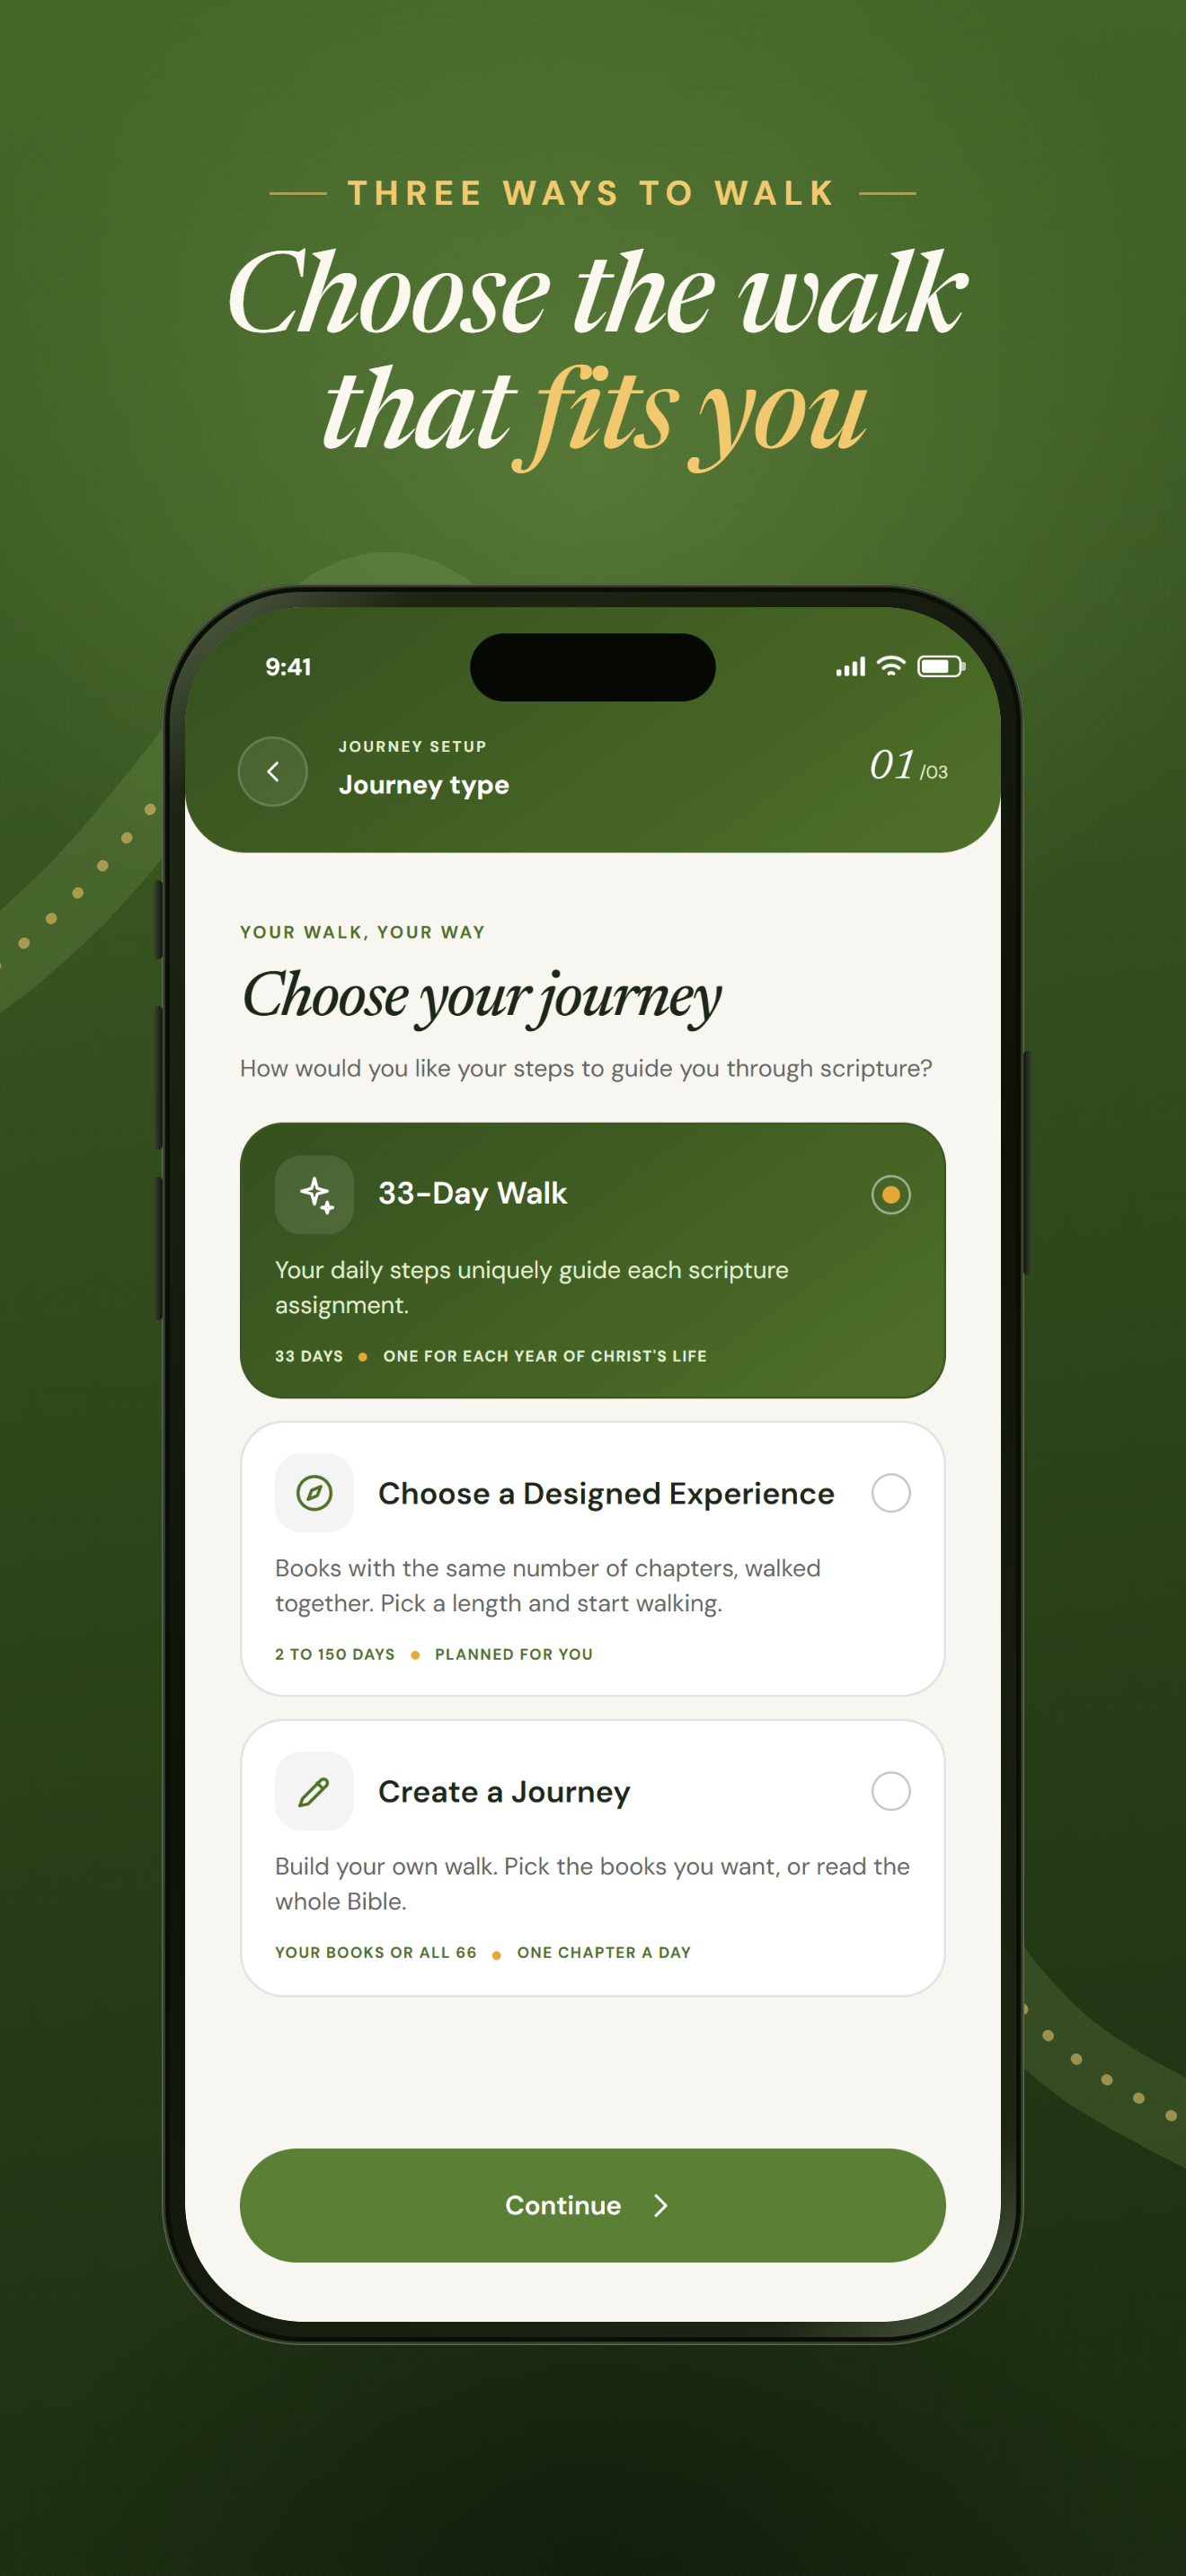 THREE WAYS TO WALK
Choose the walk
that fits you
9:41
JOURNEY SETUP
Journey type
01 /03
YOUR WALK, YOUR WAY
Choose your journey
How would you like your steps to guide you through scripture?
33-Day Walk
Your daily steps uniquely guide each scripture
assignment.
33 DAYS • ONE FOR EACH YEAR OF CHRIST'S LIFE
Choose a Designed Experience
Books with the same number of chapters, walked
together. Pick a length and start walking.
2 TO 150 DAYS • PLANNED FOR YOU
Create a Journey
Build your own walk. Pick the books you want, or read the
whole Bible.
YOUR BOOKS OR ALL 66 • ONE CHAPTER A DAY
Continue